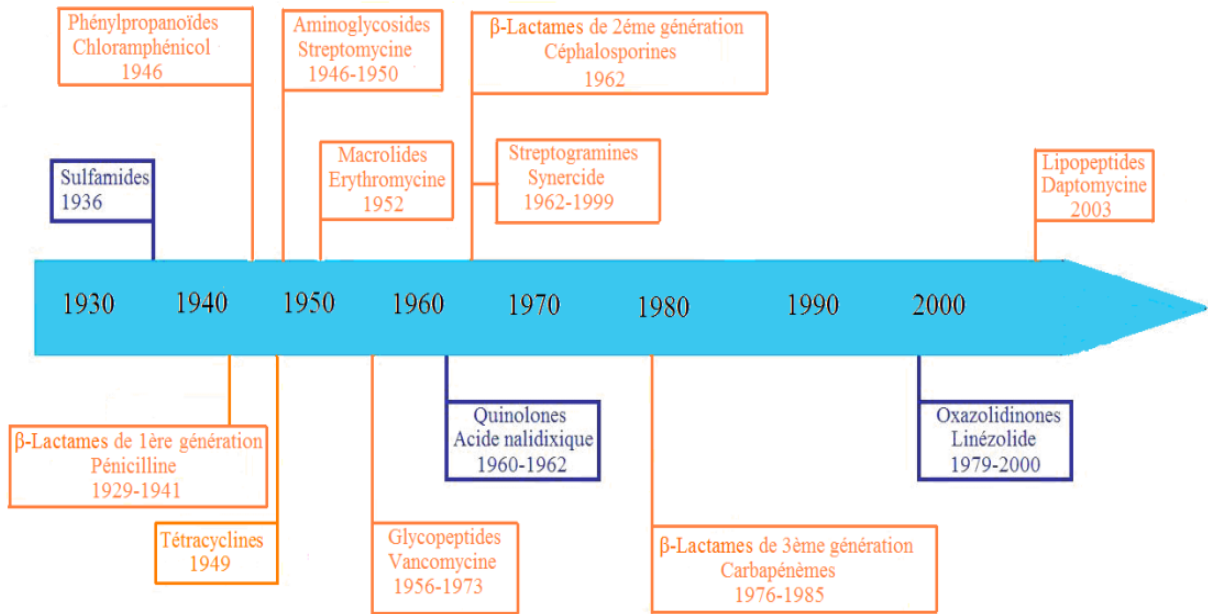 Phénylpropanoïdes
Chloramphénicol
1946
Aminoglycosides
Streptomycine
1946-1950
β-Lactames de 2éme génération
Céphalosporines
1962
Sulfamides
1936
Macrolides
Erythromycine
1952
Streptogramines
Synercide
1962-1999
Lipopeptides
Daptomycine
2003
1930 1940 1950 1960 1970 1980 1990 2000
β-Lactames de 1ère génération
Pénicilline
1929-1941
Quinolones
Acide nalidixique
1960-1962
Oxazolidinones
Linézolide
1979-2000
Tétracyclines
1949
Glycopeptides
Vancomycine
1956-1973
β-Lactames de 3ème génération
Carbapénèmes
1976-1985